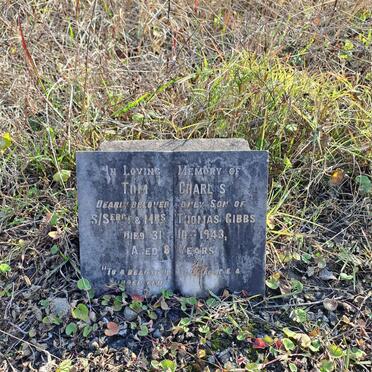 IN LOVING MEMORY OF
TOM CHARL S
DEARLY BELOVED ONLY SON OF
S/SERGT & MRS THOMAS GIBBS
DIED 31 10 1943,
AGED 8 YEARS
&